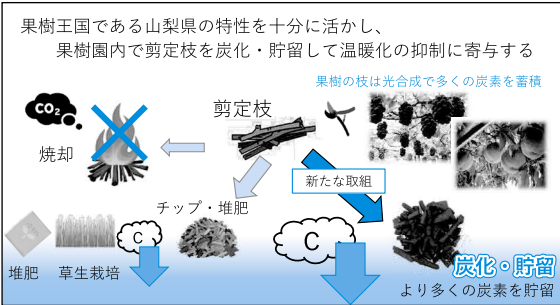 果樹王国である山梨県の特性を十分に活かし、
果樹園内で剪定枝を炭化・貯留して温暖化の抑制に寄与する
果樹の枝は光合成で多くの炭素を蓄積
CO₂
剪定枝
焼却
新たな取組
チップ・堆肥
C
C
堆肥
草生栽培
炭化・貯留
より多くの炭素を貯留